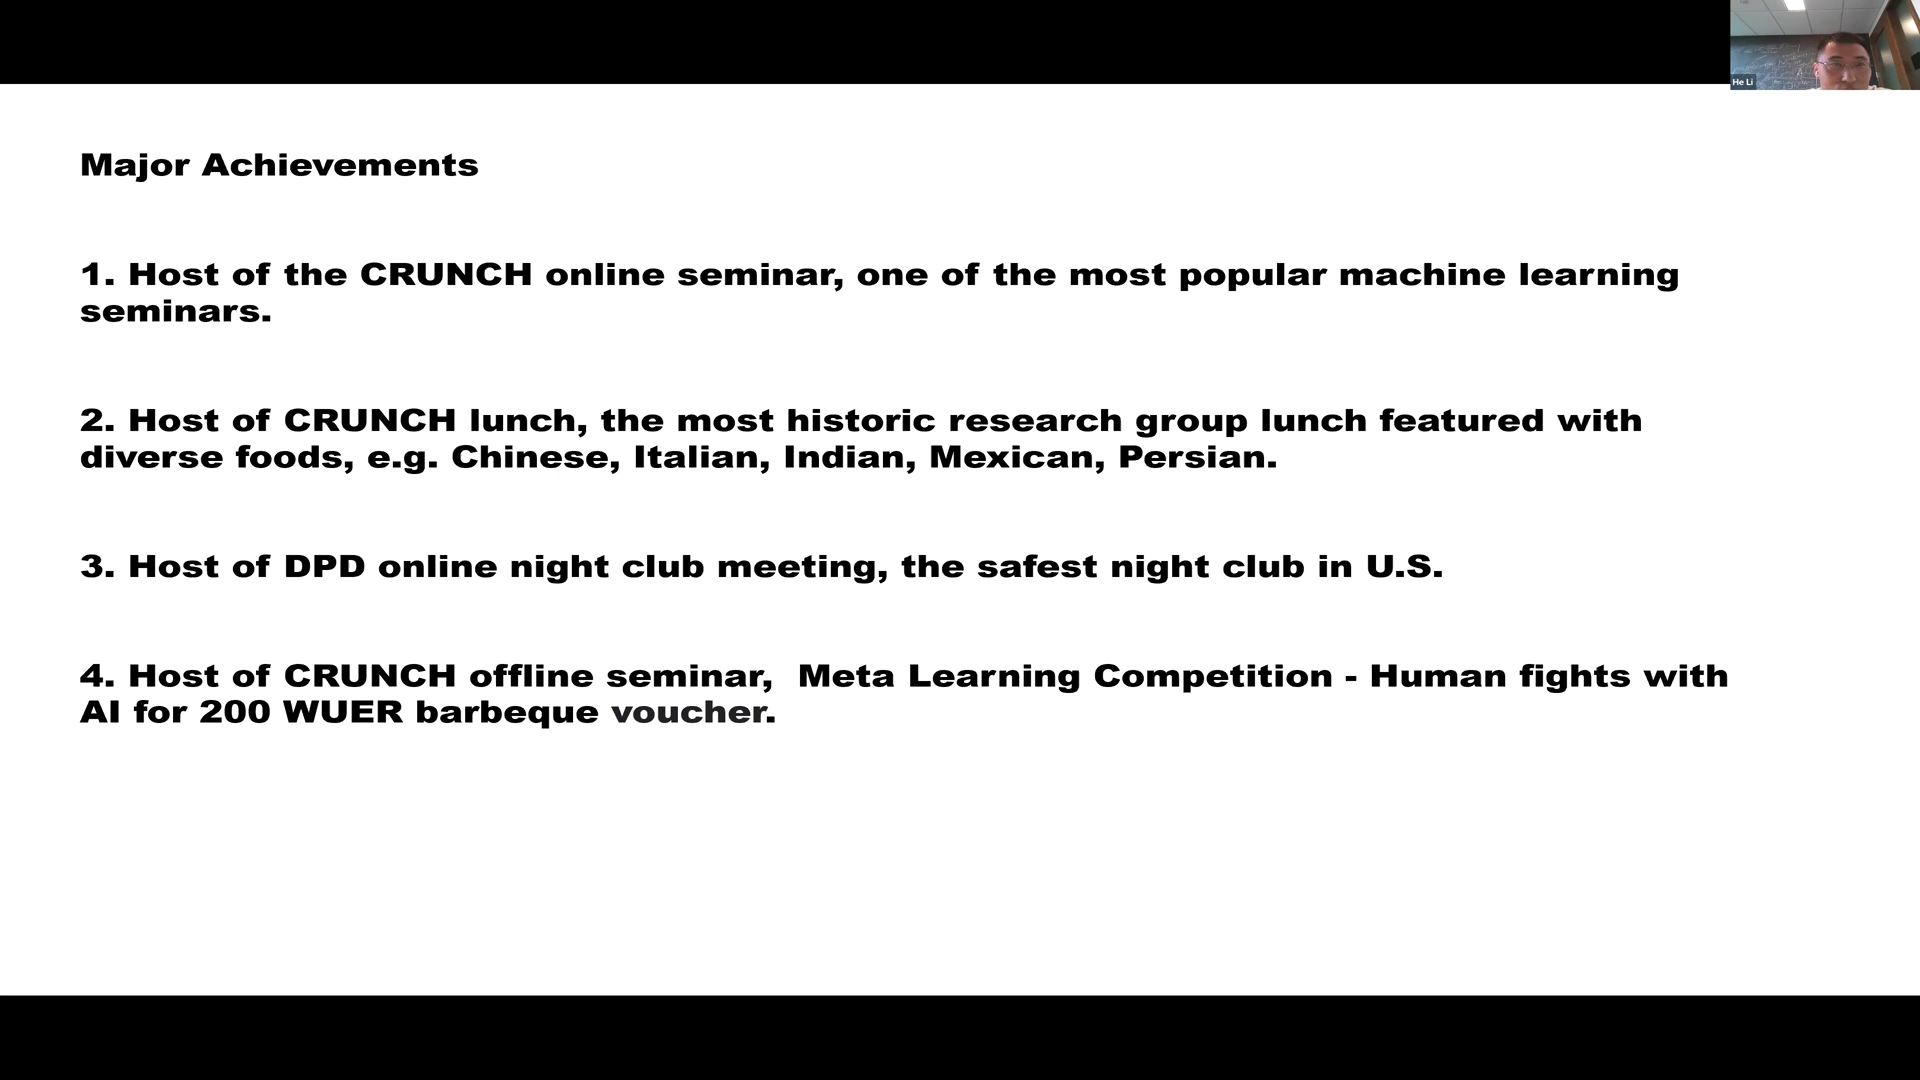 He Li
Major Achievements
1. Host of the CRUNCH online seminar, one of the most popular machine learning
seminars.
2. Host of CRUNCH lunch, the most historic research group lunch featured with
diverse foods, e.g. Chinese, Italian, Indian, Mexican, Persian.
3. Host of DPD online night club meeting, the safest night club in U.S.
4. Host of CRUNCH offline seminar,  Meta Learning Competition - Human fights with
AI for 200 WUER barbeque voucher.